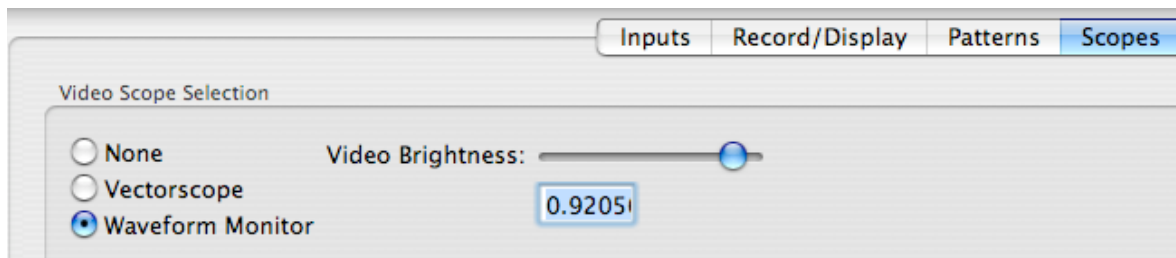 Inputs Record/Display Patterns Scopes
Video Scope Selection
None
Video Brightness:
Vectorscope
0.9205
Waveform Monitor